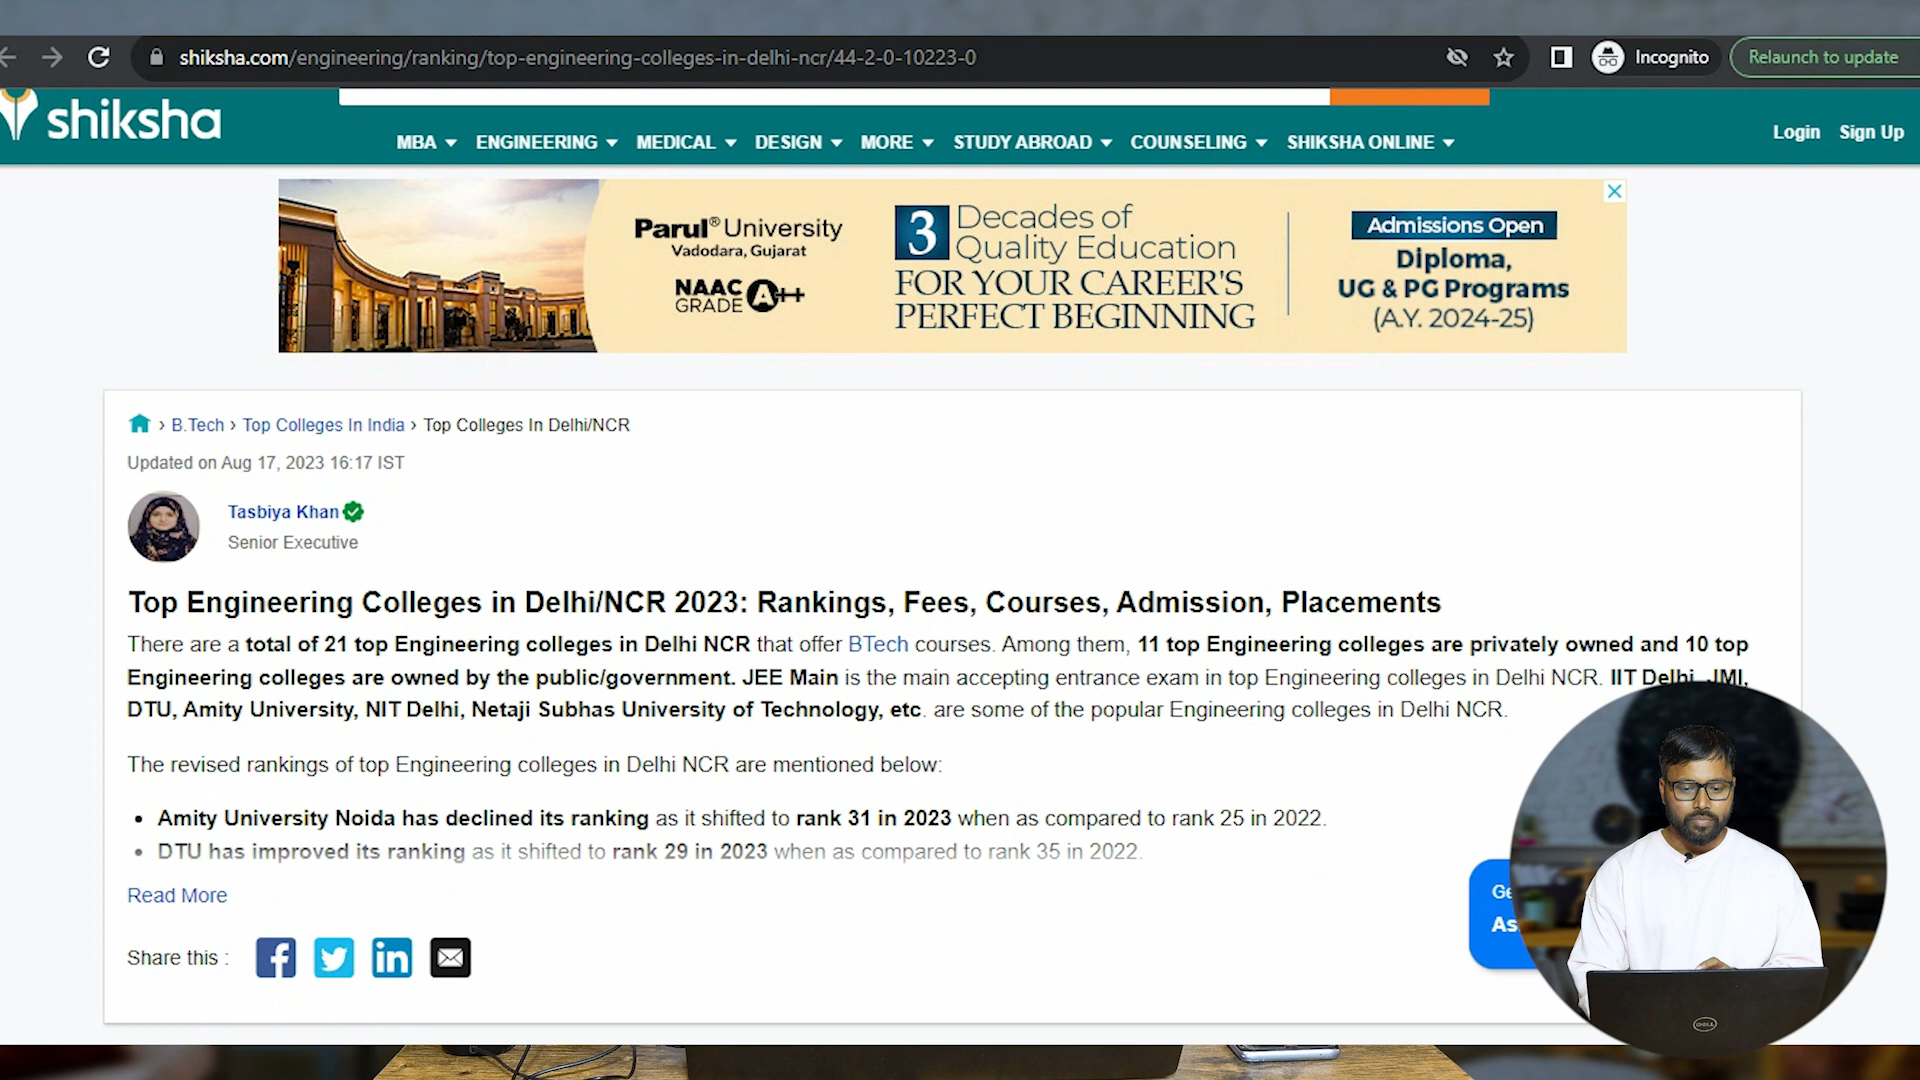 shiksha.com/engineering/ranking/top-engineering-colleges-in-delhi-ncr/44-2-0-10223-0
Incognito
Relaunch to update
shiksha
MBA ENGINEERING MEDICAL DESIGN MORE STUDY ABROAD COUNSELING SHIKSHA ONLINE
Login Sign Up
Parul® University
Vadodara, Gujarat
NAAC
GRADE A++
3 Decades of
Quality Education
FOR YOUR CAREER'S
PERFECT BEGINNING
Admissions Open
Diploma,
UG & PG Programs
(A.Y. 2024-25)
› B.Tech › Top Colleges In India › Top Colleges In Delhi/NCR
Updated on Aug 17, 2023 16:17 IST
Tasbiya Khan
Senior Executive
Top Engineering Colleges in Delhi/NCR 2023: Rankings, Fees, Courses, Admission, Placements
There are a total of 21 top Engineering colleges in Delhi NCR that offer BTech courses. Among them, 11 top Engineering colleges are privately owned and 10 top
Engineering colleges are owned by the public/government. JEE Main is the main accepting entrance exam in top Engineering colleges in Delhi NCR. IIT Delhi, JMI,
DTU, Amity University, NIT Delhi, Netaji Subhas University of Technology, etc. are some of the popular Engineering colleges in Delhi NCR.
The revised rankings of top Engineering colleges in Delhi NCR are mentioned below:
• Amity University Noida has declined its ranking as it shifted to rank 31 in 2023 when as compared to rank 25 in 2022.
• DTU has improved its ranking as it shifted to rank 29 in 2023 when as compared to rank 35 in 2022.
Read More
Share this :
DELL